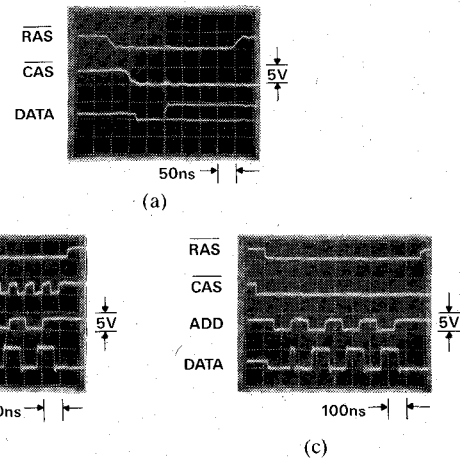 RAS
CAS
DATA
5V
50ns
(a)
5V
0ns
RAS
CAS
ADD
DATA
5V
100ns
(c)